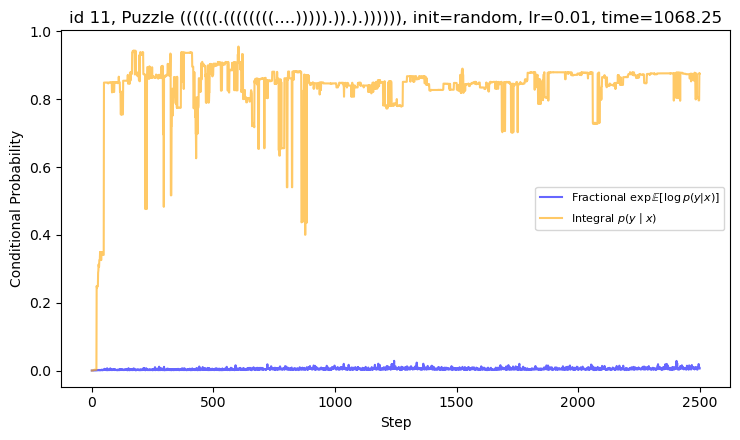 id 11, Puzzle ((((((.((((((((....))))).)).).)))))), init=random, lr=0.01, time=1068.25
Conditional Probability
1.0
0.8
0.6
0.4
0.2
0.0
Fractional exp𝔼[log p(y|x)]
Integral p(y | x)
0
500
1000
1500
2000
2500
Step